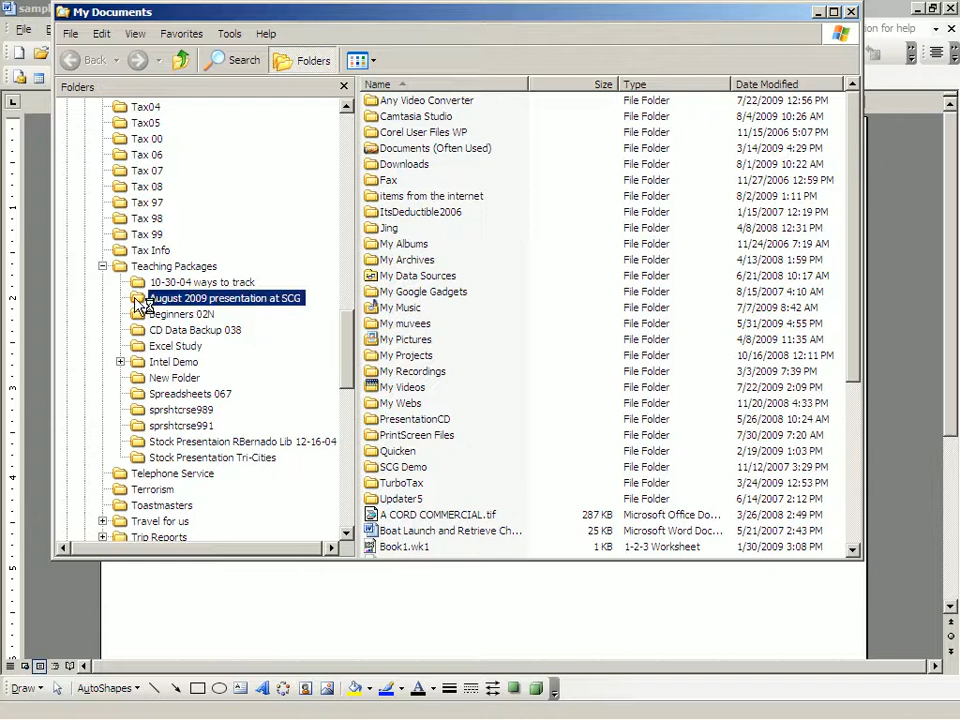 sampl
My Documents
File
File Edit View Favorites Tools Help
ion for help
Back Search Folders
Folders
Name Size Type Date Modified
Tax04
Tax05
Tax 00
Tax 06
Tax 07
Tax 08
Tax 97
Tax 98
Tax 99
Tax Info
Teaching Packages
10-30-04 ways to track
August 2009 presentation at SCG
Beginners 02N
CD Data Backup 038
Excel Study
Intel Demo
New Folder
Spreadsheets 067
sprshtcrse989
sprshtcrse991
Stock Presentaion RBernado Lib 12-16-04
Stock Presentation Tri-Cities
Telephone Service
Terrorism
Toastmasters
Travel for us
Trip Reports
Any Video Converter File Folder 7/22/2009 12:56 PM
Camtasia Studio File Folder 8/4/2009 10:26 AM
Corel User Files WP File Folder 11/15/2006 5:07 PM
Documents (Often Used) File Folder 3/14/2009 4:29 PM
Downloads File Folder 8/1/2009 10:22 AM
Fax File Folder 11/27/2006 12:59 PM
items from the internet File Folder 8/2/2009 1:11 PM
ItsDeductible2006 File Folder 1/15/2007 12:19 PM
Jing File Folder 4/8/2008 12:31 PM
My Albums File Folder 11/24/2006 7:44 PM
My Archives File Folder 4/13/2008 1:59 PM
My Data Sources File Folder 6/21/2008 10:17 AM
My Google Gadgets File Folder 9/15/2007 4:10 PM
My Music File Folder 7/7/2009 8:42 AM
My muvees File Folder 5/31/2009 4:55 PM
My Pictures File Folder 8/4/2009 10:29 AM
My Projects File Folder 10/16/2008 12:11 PM
My Recordings File Folder 3/3/2009 7:39 PM
My Videos File Folder 7/22/2009 2:09 PM
My Webs File Folder 11/20/2008 4:33 PM
PresentationCD File Folder 5/26/2008 10:24 AM
PrintScreen Files File Folder 7/30/2009 7:20 AM
Quicken File Folder 2/19/2009 1:03 PM
SCG Demo File Folder 11/12/2007 3:29 PM
TurboTax File Folder 3/24/2009 12:53 PM
Updater5 File Folder 6/14/2007 2:12 PM
A CORD COMMERCIAL.tif 287 KB Microsoft Office Do... 3/26/2008 2:49 PM
Boat Launch and Retrieve Ch... 25 KB Microsoft Word Doc... 5/21/2007 2:43 PM
Book1.wk1 1 KB 1-2-3 Worksheet 1/30/2009 3:08 PM
Draw AutoShapes